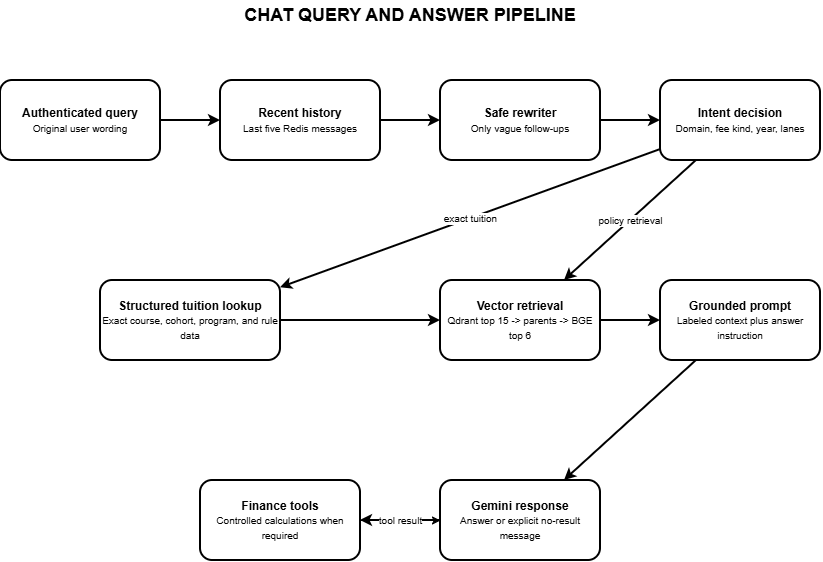 CHAT QUERY AND ANSWER PIPELINE
Authenticated query
Original user wording
Recent history
Last five Redis messages
Safe rewriter
Only vague follow-ups
Intent decision
Domain, fee kind, year, lanes
exact tuition
policy retrieval
Structured tuition lookup
Exact course, cohort, program, and rule
data
Vector retrieval
Qdrant top 15 -> parents -> BGE
top 6
Grounded prompt
Labeled context plus answer
instruction
Finance tools
Controlled calculations when
required
tool result
Gemini response
Answer or explicit no-result
message